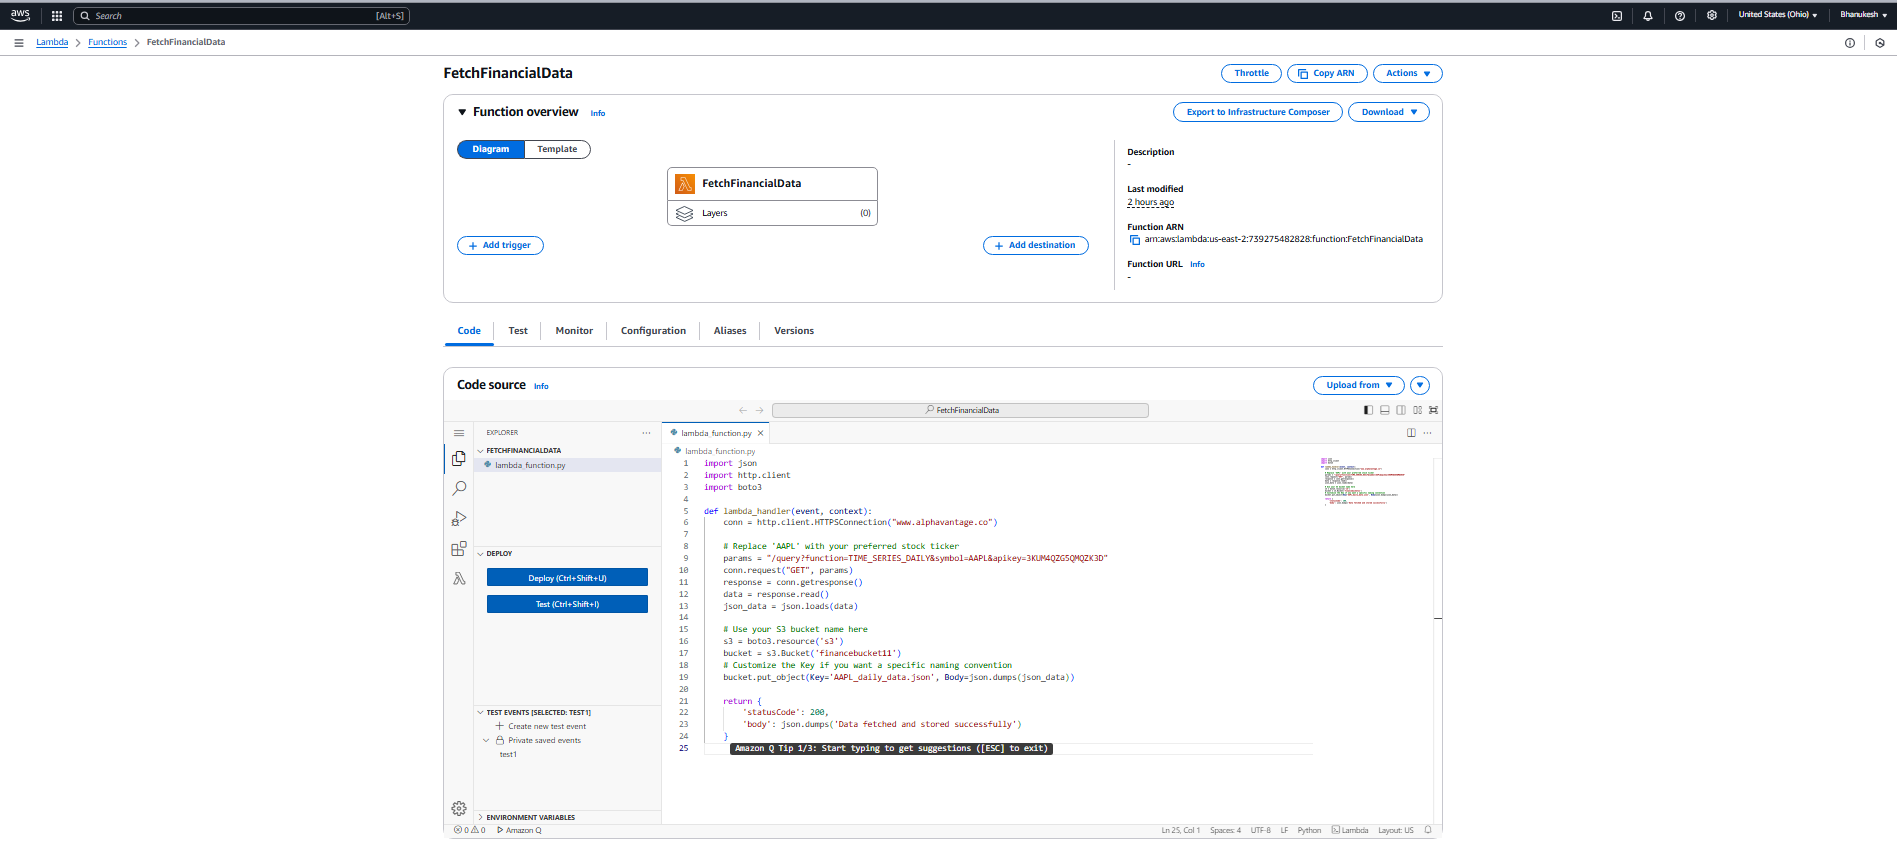 aws Search [Alt+S] United States (Ohio) Bhanukesh
Lambda Functions FetchFinancialData
FetchFinancialData Throttle Copy ARN Actions
Function overview Info Export to Infrastructure Composer Download
Diagram Template
Description
-
FetchFinancialData
Layers (0)
Last modified
2 hours ago
Function ARN
arn:aws:lambda:us-east-2:739275482828:function:FetchFinancialData
+ Add trigger + Add destination
Function URL Info
-
Code Test Monitor Configuration Aliases Versions
Code source Info Upload from
FetchFinancialData
EXPLORER ...
FETCHFINANCIALDATA
lambda_function.py
DEPLOY
Deploy (Ctrl+Shift+U)
Test (Ctrl+Shift+I)
TEST EVENTS [SELECTED: TEST1]
Create new test event
Private saved events
test1
ENVIRONMENT VARIABLES
lambda_function.py
lambda_function.py
1 import json
2 import http.client
3 import boto3
4
5 def lambda_handler(event, context):
6 conn = http.client.HTTPSConnection("www.alphavantage.co")
7
8 # Replace 'AAPL' with your preferred stock ticker
9 params = "/query?function=TIME_SERIES_DAILY&symbol=AAPL&apikey=3KUM4QZG5QMQZK3D"
10 conn.request("GET", params)
11 response = conn.getresponse()
12 data = response.read()
13 json_data = json.loads(data)
14
15 # Use your S3 bucket name here
16 s3 = boto3.resource('s3')
17 bucket = s3.Bucket('financebucket11')
18 # Customize the Key if you want a specific naming convention
19 bucket.put_object(Key='AAPL_daily_data.json', Body=json.dumps(json_data))
20
21 return {
22 'statusCode': 200,
23 'body': json.dumps('Data fetched and stored successfully')
24 }
25 Amazon Q Tip 1/3: Start typing to get suggestions ([ESC] to exit)
0 0 Amazon Q Ln 25, Col 1 Spaces: 4 UTF-8 LF Python Lambda Layout: US